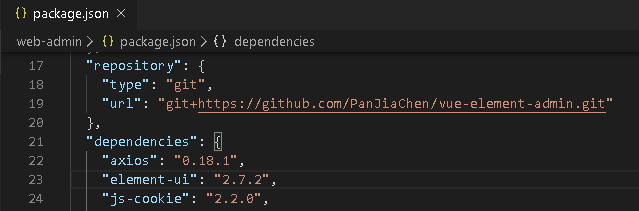 {} package.json ×
web-admin > {} package.json > {} dependencies
17 "repository": {
18 "type": "git",
19 "url": "git+https://github.com/PanJiaChen/vue-element-admin.git"
20 },
21 "dependencies": {
22 "axios": "0.18.1",
23 "element-ui": "2.7.2",
24 "js-cookie": "2.2.0",